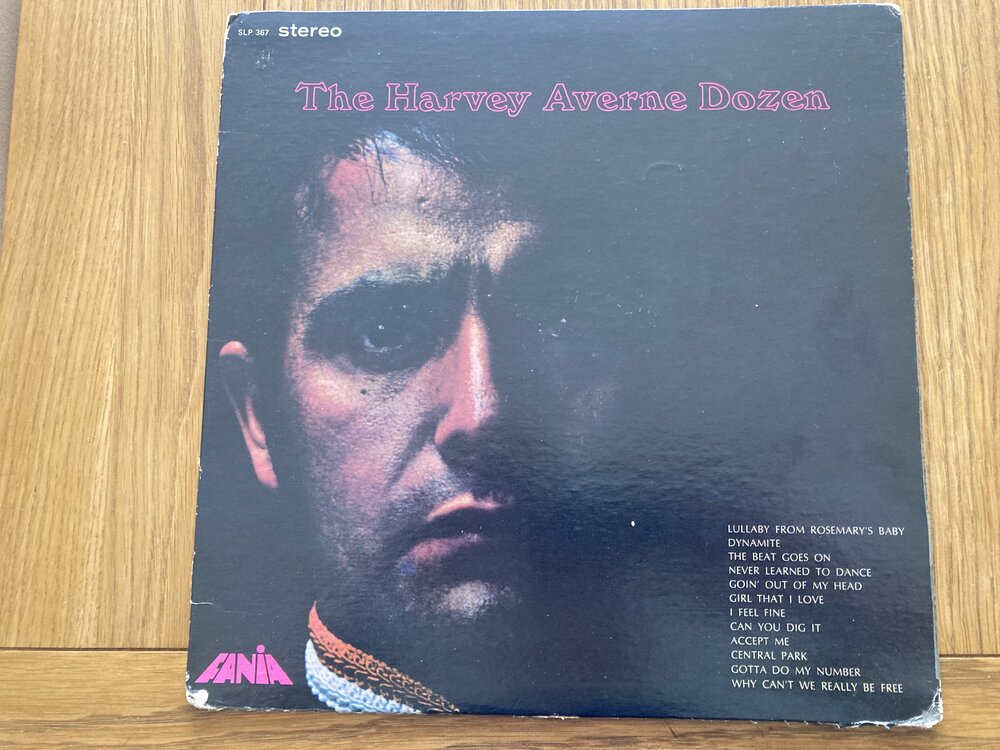 SLP 367 stereo
The Harvey Averne Dozen
LULLABY FROM ROSEMARY'S BABY
DYNAMITE
THE BEAT GOES ON
NEVER LEARNED TO DANCE
GOIN' OUT OF MY HEAD
GIRL THAT I LOVE
I FEEL FINE
CAN YOU DIG IT
ACCEPT ME
CENTRAL PARK
GOTTA DO MY NUMBER
WHY CAN'T WE REALLY BE FREE
FANIA